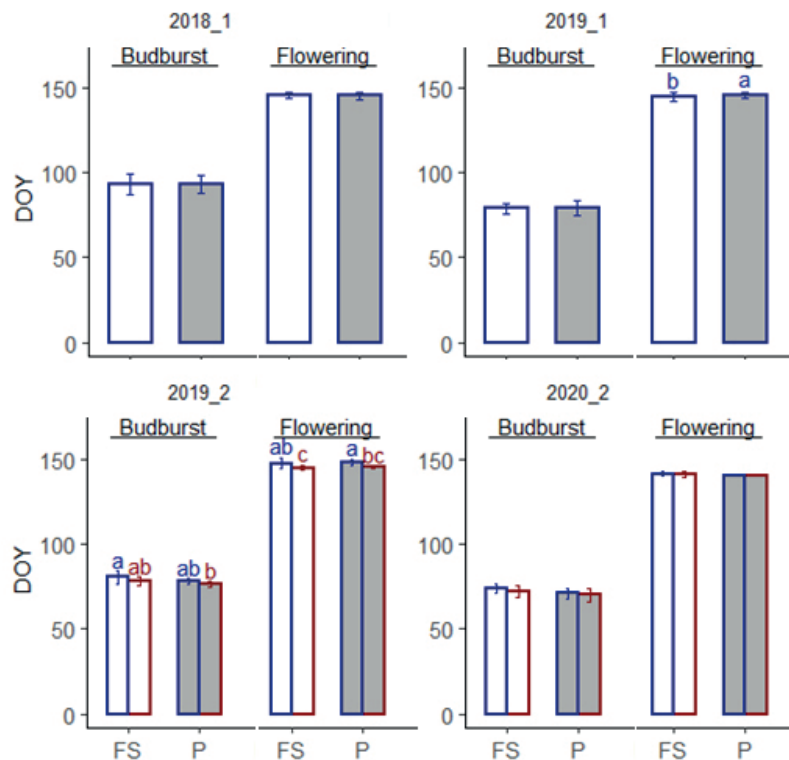 2018_1
Budburst
Flowering
DOY
150
100
50
0
2019_1
Budburst
Flowering
150
b
a
100
50
0
2019_2
Budburst
Flowering
DOY
150
ab
c
a
bc
100
a
ab
ab
b
50
0
FS
P
FS
P
2020_2
Budburst
Flowering
150
100
50
0
FS
P
FS
P